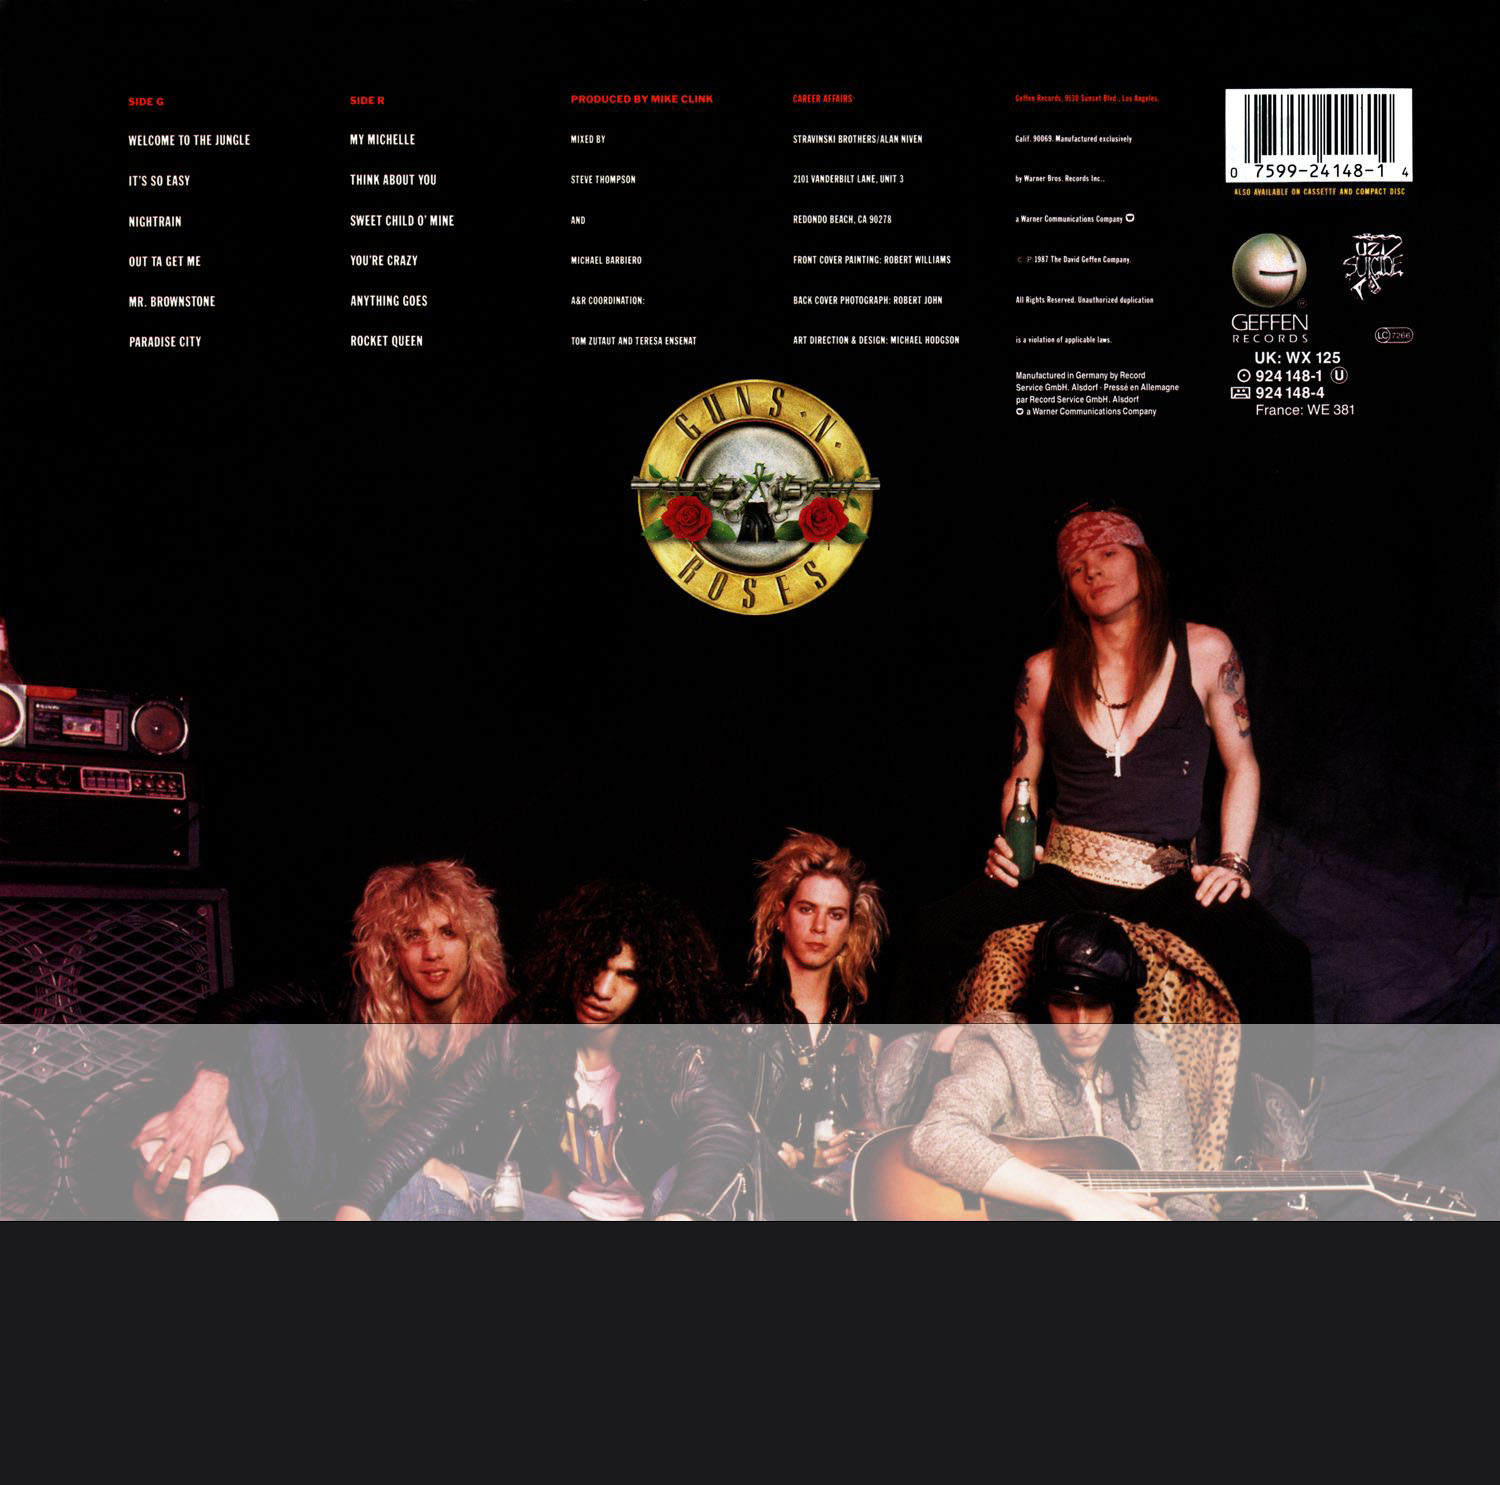 SIDE G
WELCOME TO THE JUNGLE
IT'S SO EASY
NIGHTRAIN
OUT TA GET ME
MR. BROWNSTONE
PARADISE CITY
SIDE R
MY MICHELLE
THINK ABOUT YOU
SWEET CHILD O' MINE
YOU'RE CRAZY
ANYTHING GOES
ROCKET QUEEN
PRODUCED BY MIKE CLINK
MIXED BY
STEVE THOMPSON
AND
MICHAEL BARBIERO
A&R COORDINATION:
TOM ZUTAUT AND TERESA ENSENAT
CAREER AFFAIRS
STRAVINSKI BROTHERS/ALAN NIVEN
2101 VANDERBILT LANE, UNIT 3
REDONDO BEACH, CA 90278
FRONT COVER PAINTING: ROBERT WILLIAMS
BACK COVER PHOTOGRAPH: ROBERT JOHN
ART DIRECTION & DESIGN: MICHAEL HODGSON
Geffen Records, 9130 Sunset Blvd., Los Angeles,
Calif. 90069. Manufactured exclusively
by Warner Bros. Records Inc.,
a Warner Communications Company
© ℗ 1987 The David Geffen Company.
All Rights Reserved. Unauthorized duplication
is a violation of applicable laws.
Manufactured in Germany by Record
Service GmbH. Alsdorf · Pressé en Allemagne
par Record Service GmbH. Alsdorf
a Warner Communications Company
0 7599-24148-1 4
ALSO AVAILABLE ON CASSETTE AND COMPACT DISC
GEFFEN
RECORDS
UZI
SUICIDE
LC 7266
UK: WX 125
924 148-1 U
924 148-4
France: WE 381
GUNS N'
ROSES